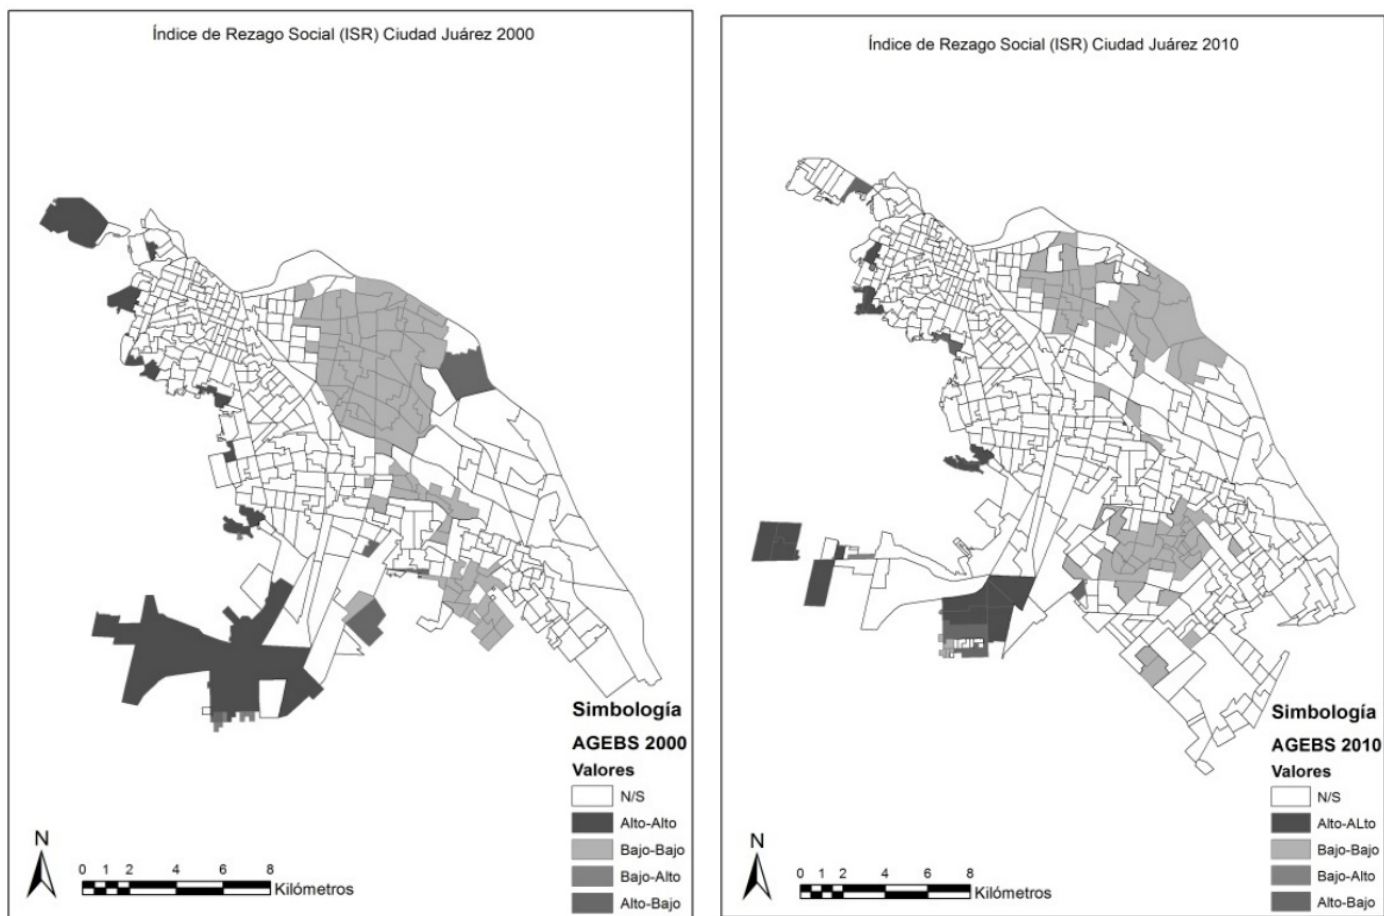 Índice de Rezago Social (ISR) Ciudad Juárez 2000
Simbología
AGEBS 2000
Valores
N/S
Alto-Alto
Bajo-Bajo
Bajo-Alto
Alto-Bajo
N
0 1 2 4 6 8
Kilómetros
Índice de Rezago Social (ISR) Ciudad Juárez 2010
Simbología
AGEBS 2010
Valores
N/S
Alto-ALto
Bajo-Bajo
Bajo-Alto
Alto-Bajo
N
0 1 2 4 6 8
Kilómetros